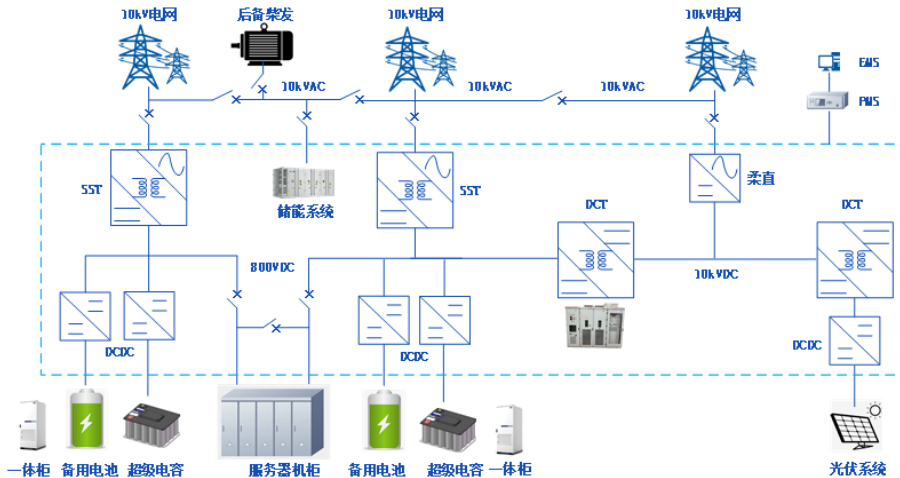 10kV电网
后备柴发
10kV电网
10kV电网
EMS
10kVAC
10kVAC
10kVAC
PMS
SST
储能系统
SST
柔直
DCT
DCT
800VDC
10kVDC
DCDC
DCDC
DCDC
一体柜
备用电池
超级电容
服务器机柜
备用电池
超级电容
一体柜
光伏系统